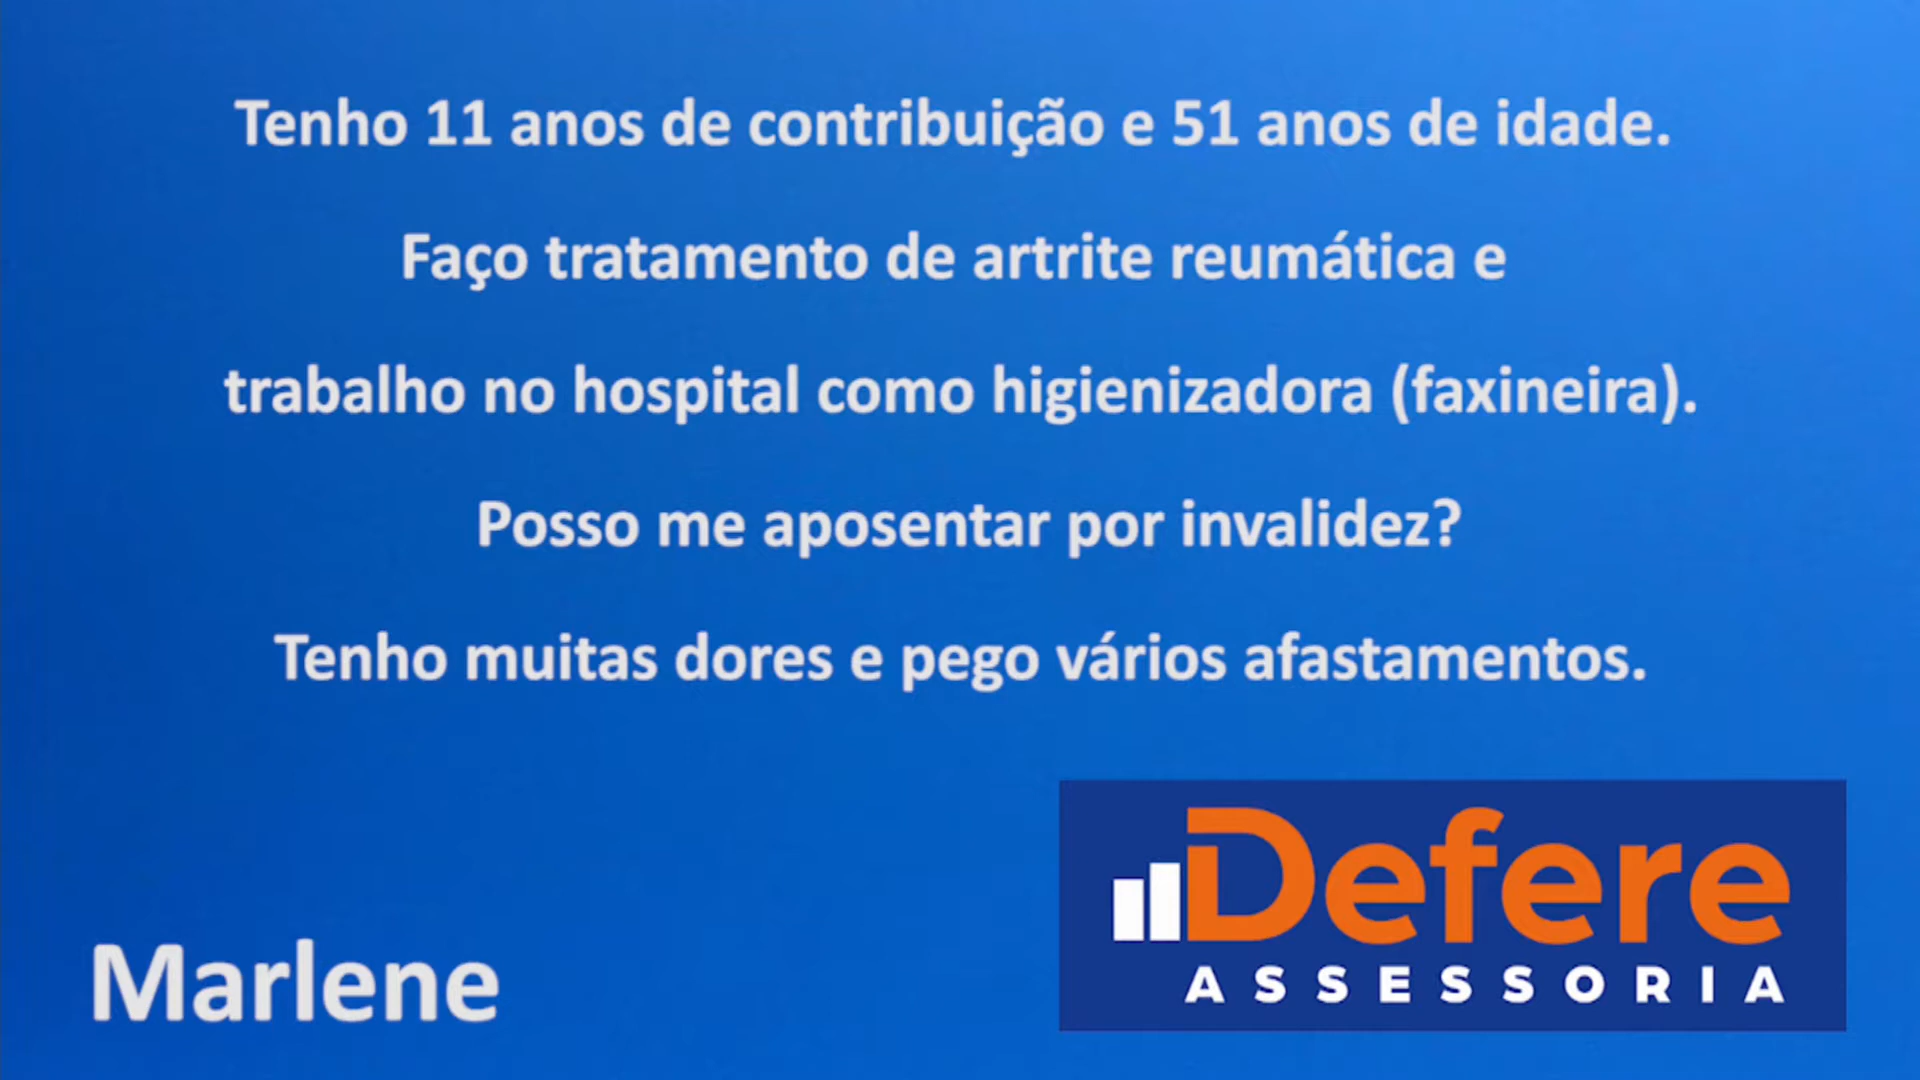 Tenho 11 anos de contribuição e 51 anos de idade.
Faço tratamento de artrite reumática e
trabalho no hospital como higienizadora (faxineira).
Posso me aposentar por invalidez?
Tenho muitas dores e pego vários afastamentos.
Marlene
Defere
ASSESSORIA